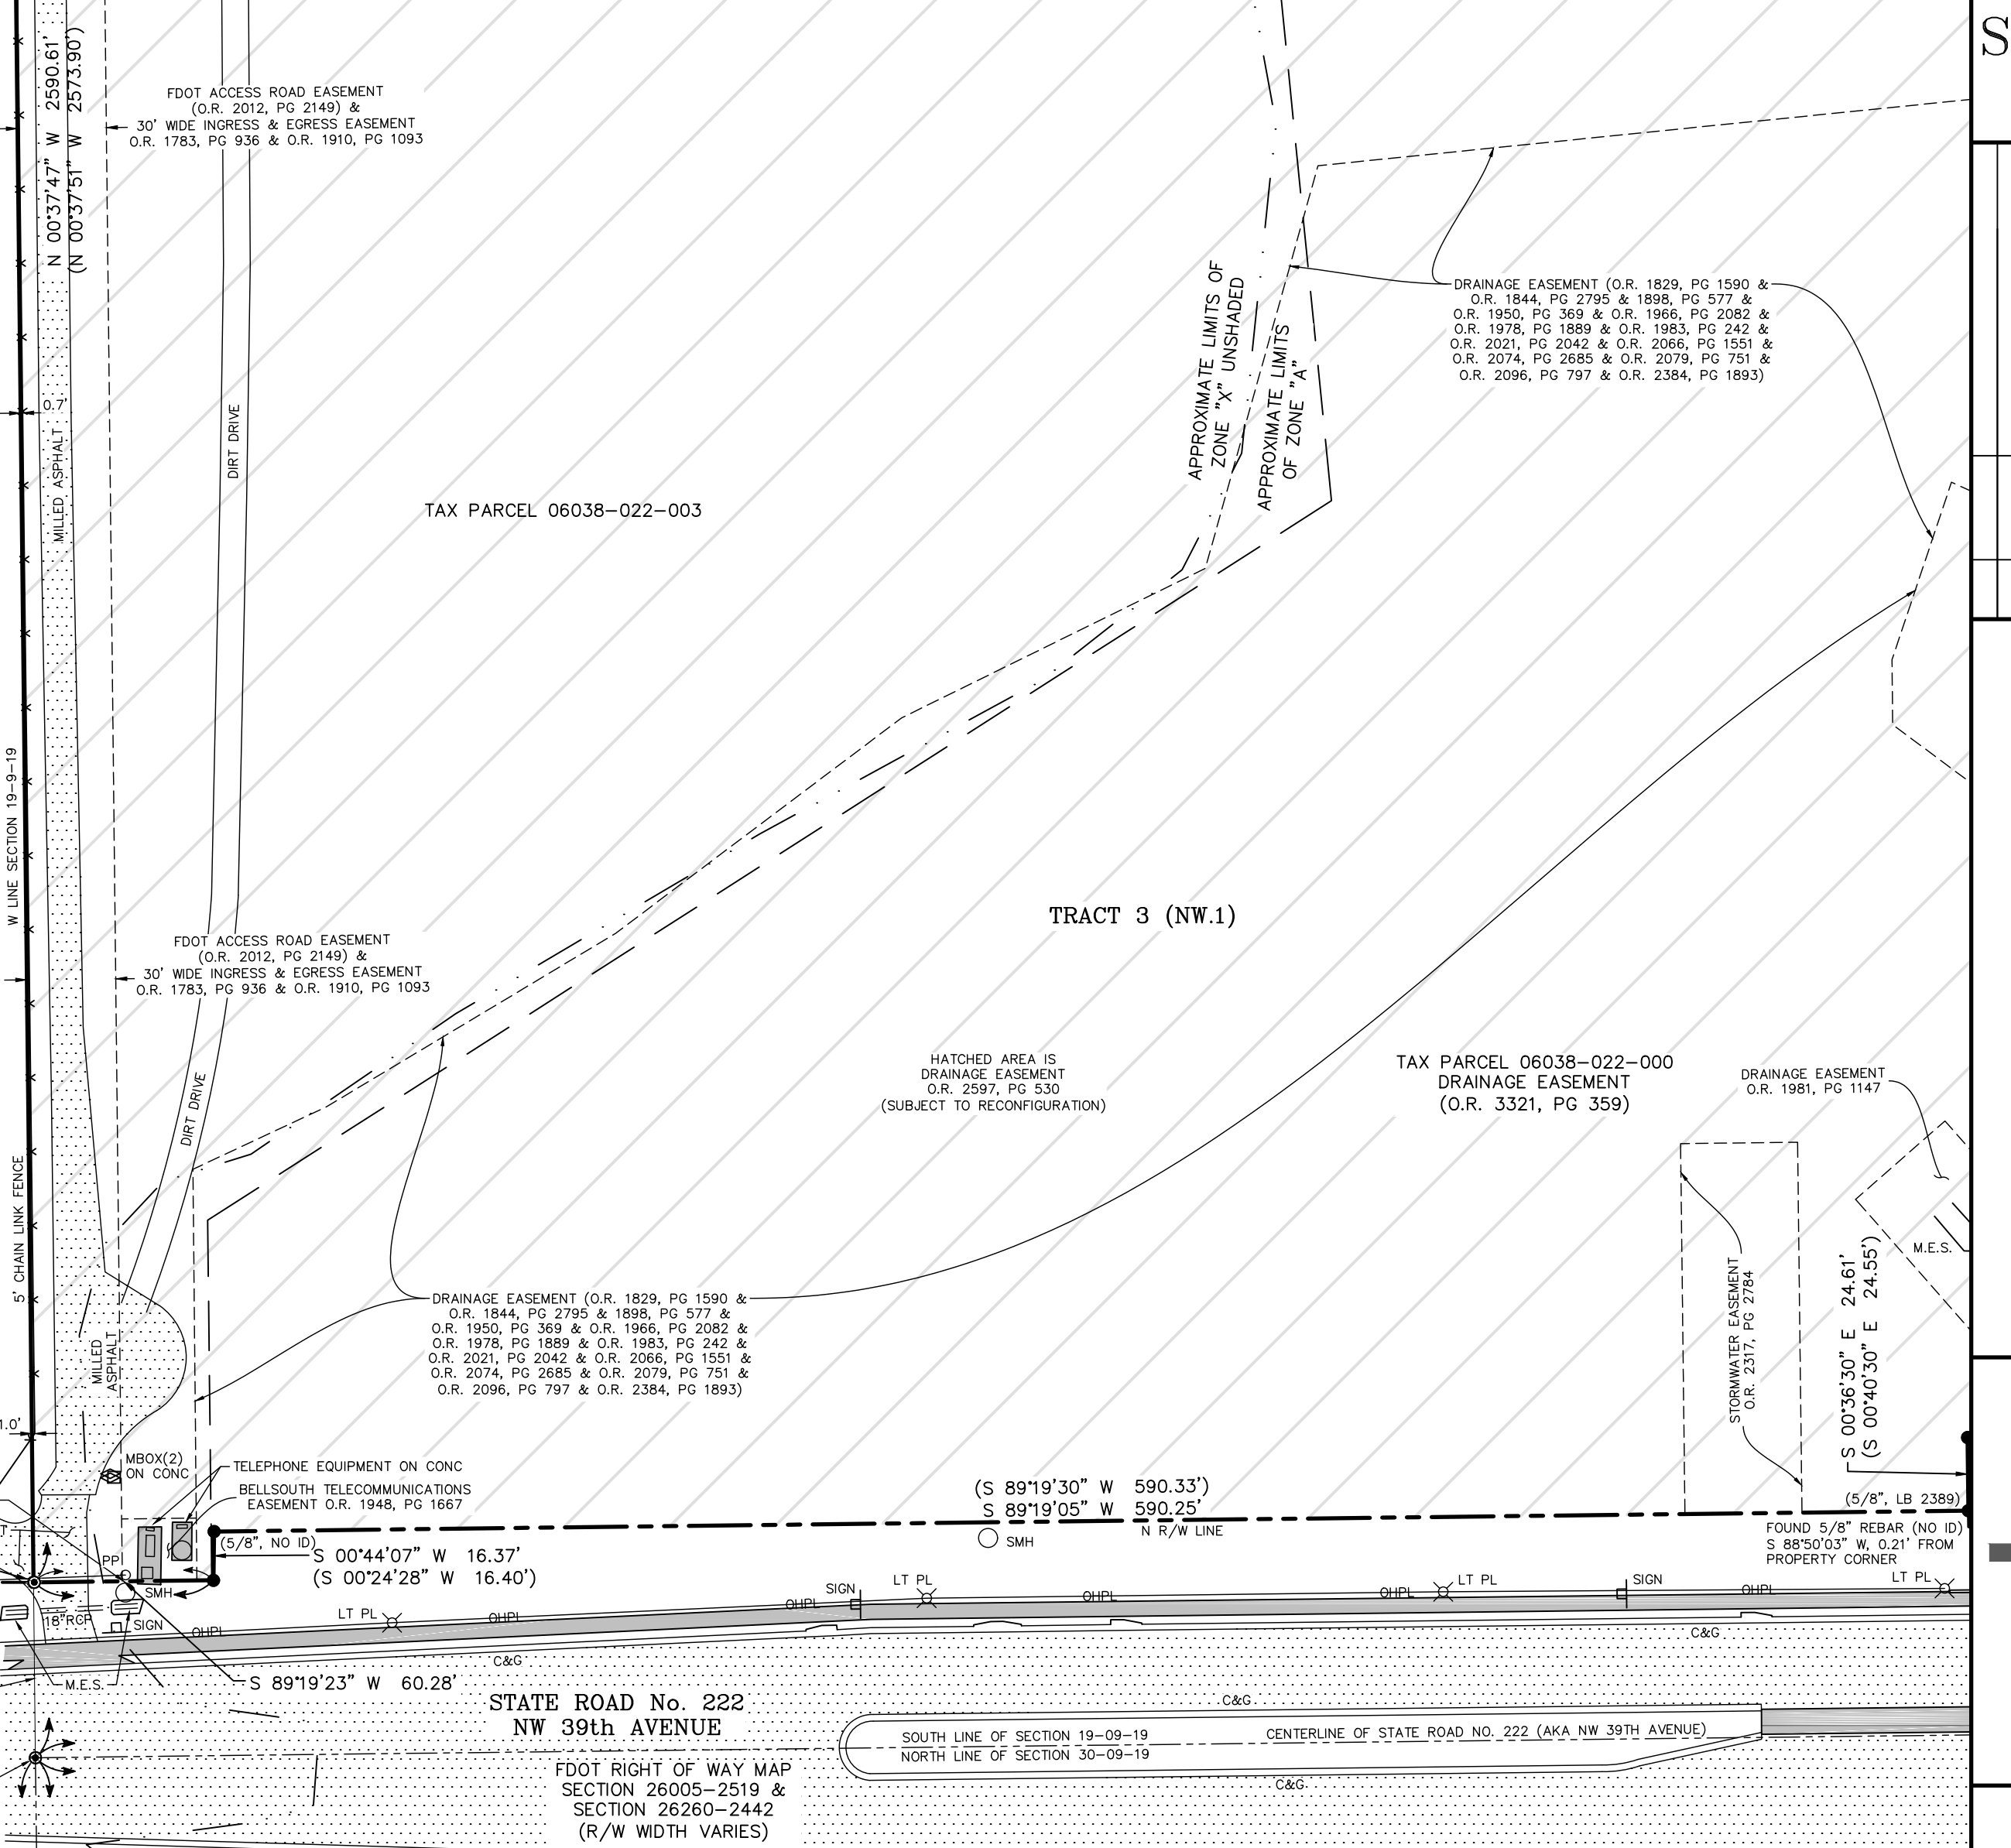 S
N 00°37'47" W 2590.61'
(N 00°37'51" W 2573.90')
FDOT ACCESS ROAD EASEMENT
(O.R. 2012, PG 2149) &
30' WIDE INGRESS & EGRESS EASEMENT
O.R. 1783, PG 936 & O.R. 1910, PG 1093
APPROXIMATE LIMITS OF
ZONE "X" UNSHADED
APPROXIMATE LIMITS
OF ZONE "A"
DRAINAGE EASEMENT (O.R. 1829, PG 1590 &
O.R. 1844, PG 2795 & 1898, PG 577 &
O.R. 1950, PG 369 & O.R. 1966, PG 2082 &
O.R. 1978, PG 1889 & O.R. 1983, PG 242 &
O.R. 2021, PG 2042 & O.R. 2066, PG 1551 &
O.R. 2074, PG 2685 & O.R. 2079, PG 751 &
O.R. 2096, PG 797 & O.R. 2384, PG 1893)
0.7'
MILLED ASPHALT
DIRT DRIVE
TAX PARCEL 06038-022-003
W LINE SECTION 19-9-19
TRACT 3 (NW.1)
FDOT ACCESS ROAD EASEMENT
(O.R. 2012, PG 2149) &
30' WIDE INGRESS & EGRESS EASEMENT
O.R. 1783, PG 936 & O.R. 1910, PG 1093
DIRT DRIVE
HATCHED AREA IS
DRAINAGE EASEMENT
O.R. 2597, PG 530
(SUBJECT TO RECONFIGURATION)
TAX PARCEL 06038-022-000
DRAINAGE EASEMENT
(O.R. 3321, PG 359)
DRAINAGE EASEMENT
O.R. 1981, PG 1147
M.E.S.
5' CHAIN LINK FENCE
STORMWATER EASEMENT
O.R. 2317, PG 2784
S 00°36'30" E 24.61'
(S 00°40'30" E 24.55')
DRAINAGE EASEMENT (O.R. 1829, PG 1590 &
O.R. 1844, PG 2795 & 1898, PG 577 &
O.R. 1950, PG 369 & O.R. 1966, PG 2082 &
O.R. 1978, PG 1889 & O.R. 1983, PG 242 &
O.R. 2021, PG 2042 & O.R. 2066, PG 1551 &
O.R. 2074, PG 2685 & O.R. 2079, PG 751 &
O.R. 2096, PG 797 & O.R. 2384, PG 1893)
MILLED
ASPHALT
1.0'
MBOX(2)
ON CONC
TELEPHONE EQUIPMENT ON CONC
BELLSOUTH TELECOMMUNICATIONS
EASEMENT O.R. 1948, PG 1667
(S 89°19'30" W 590.33')
S 89°19'05" W 590.25'
N R/W LINE
SMH
(5/8", LB 2389)
FOUND 5/8" REBAR (NO ID)
S 88°50'03" W, 0.21' FROM
PROPERTY CORNER
(5/8", NO ID)
S 00°44'07" W 16.37'
(S 00°24'28" W 16.40')
PP
SMH
18"RCP
SIGN
M.E.S.
OHPL
LT PL
OHPL
OHPL
SIGN
LT PL
OHPL
OHPL
LT PL
SIGN
OHPL
LT PL
C&G
C&G
S 89°19'23" W 60.28'
STATE ROAD No. 222
NW 39th AVENUE
C&G
SOUTH LINE OF SECTION 19-09-19
NORTH LINE OF SECTION 30-09-19
CENTERLINE OF STATE ROAD NO. 222 (AKA NW 39TH AVENUE)
C&G
FDOT RIGHT OF WAY MAP
SECTION 26005-2519 &
SECTION 26260-2442
(R/W WIDTH VARIES)